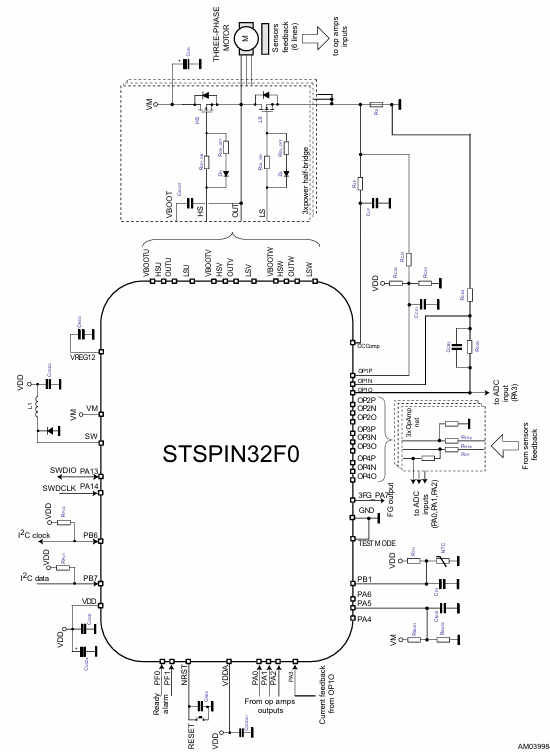 THREE-PHASE
MOTOR
M
Sensors
feedback
(6 lines)
to op amps
inputs
VM
HS
LS
3xpower half-bridge
VBOOT
HS
OUT
LS
VBOOTU
HSU
OUTU
LSU
VBOOTV
HSV
OUTV
LSV
VBOOTW
HSW
OUTW
LSW
VDD
VREG12
VDD
L1
VM
VM
SW
SWDIO PA13
SWDCLK PA14
VDD
I2C clock
PB6
VDD
I2C data
PB7
VDD
VDD
STSPIN32F0
OCComp
OP1P
OP1N
OP1O
OP2P
OP2N
OP2O
OP3P
OP3N
OP3O
OP4P
OP4N
OP4O
3FG_PA7
GND
TESTMODE
PB1
PA6
PA5
PA4
to ADC
input
(PA3)
3xOpAmp
net
From sensors
feedback
FG output
to ADC
inputs
(PA0, PA1, PA2)
VDD
NTC
VM
PF0
PF1
NRST
VDDA
PA0
PA1
PA2
PA3
Ready
alarm
RESET
VDD
From op amps
outputs
Current feedback
from OP1O
AM03998